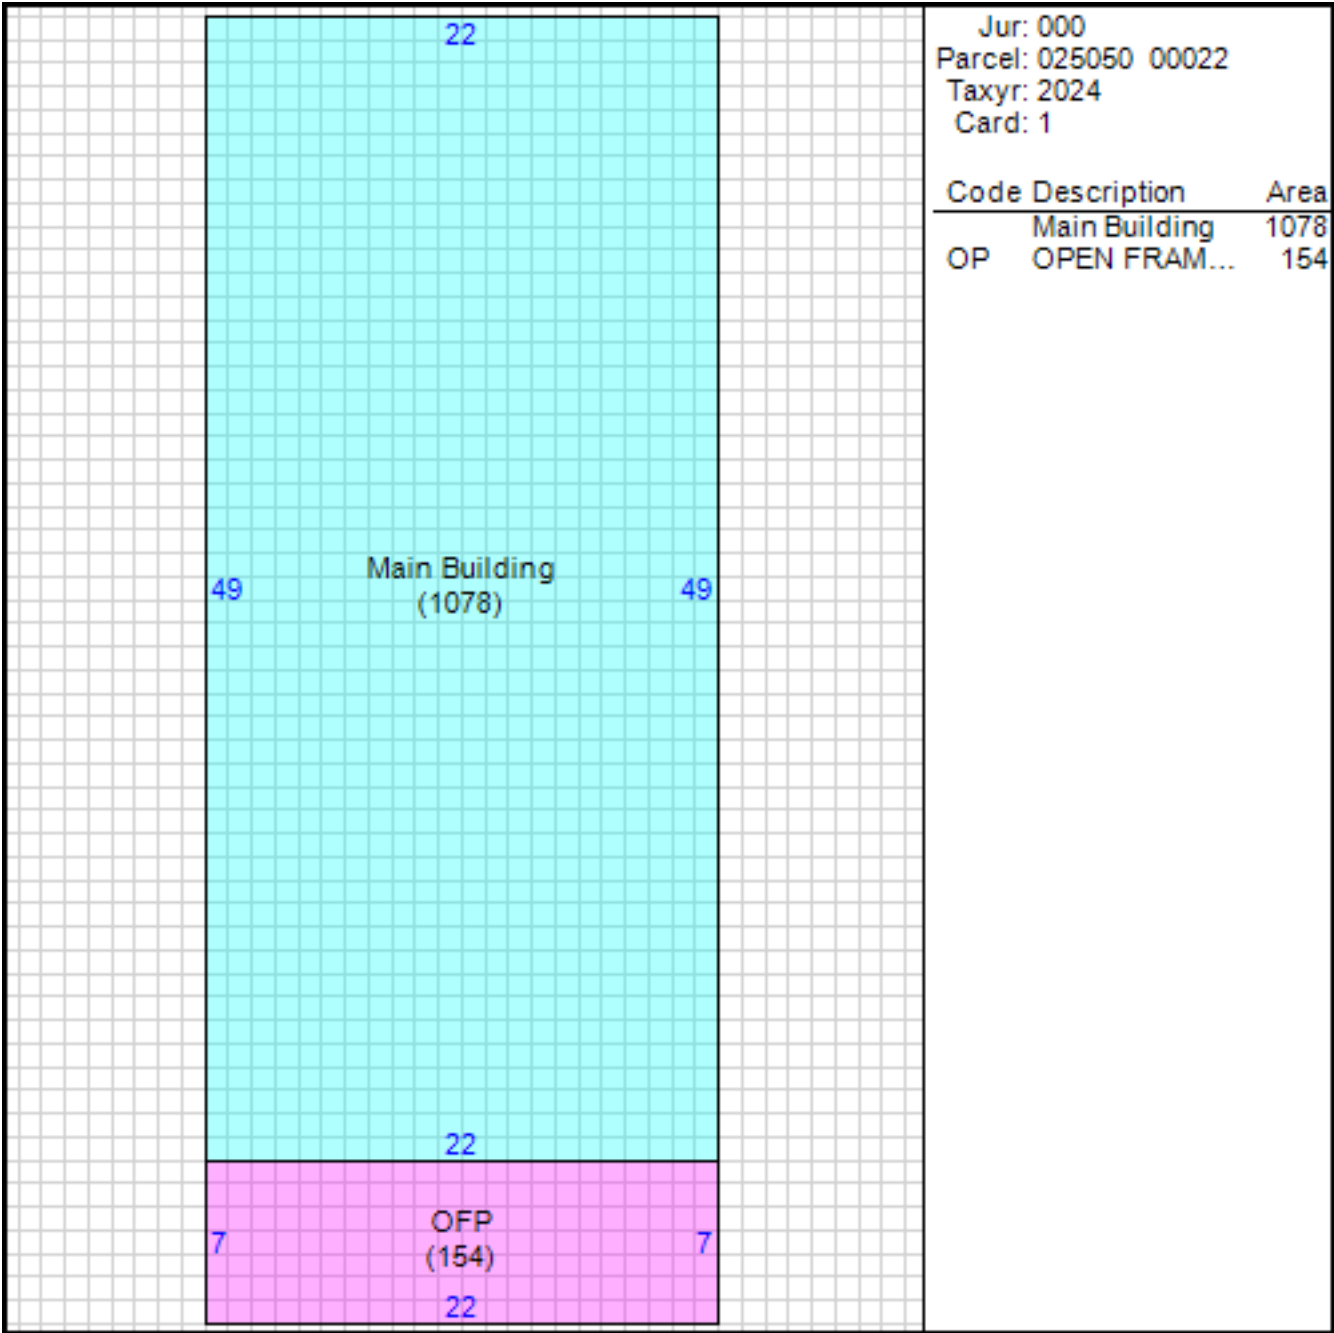 22
49
Main Building
(1078)
49
22
7
OFP
(154)
7
22
Jur: 000
Parcel: 025050 00022
Taxyr: 2024
Card: 1
Code Description Area
Main Building 1078
OP OPEN FRAM... 154